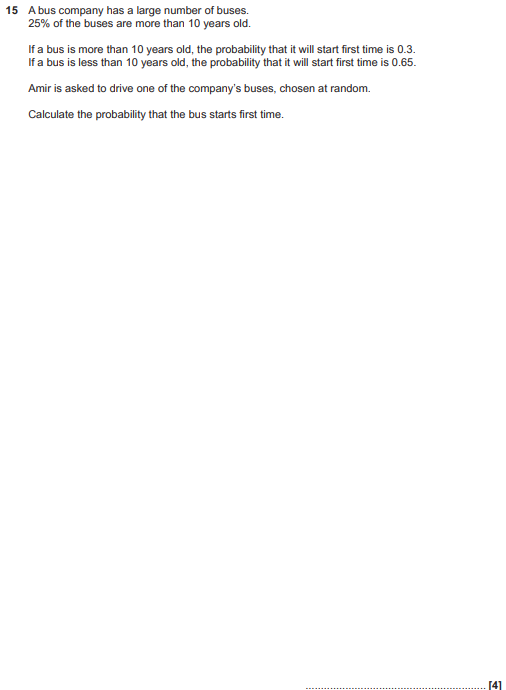 15 A bus company has a large number of buses.
25% of the buses are more than 10 years old.
If a bus is more than 10 years old, the probability that it will start first time is 0.3.
If a bus is less than 10 years old, the probability that it will start first time is 0.65.
Amir is asked to drive one of the company's buses, chosen at random.
Calculate the probability that the bus starts first time.
............................................................ [4]